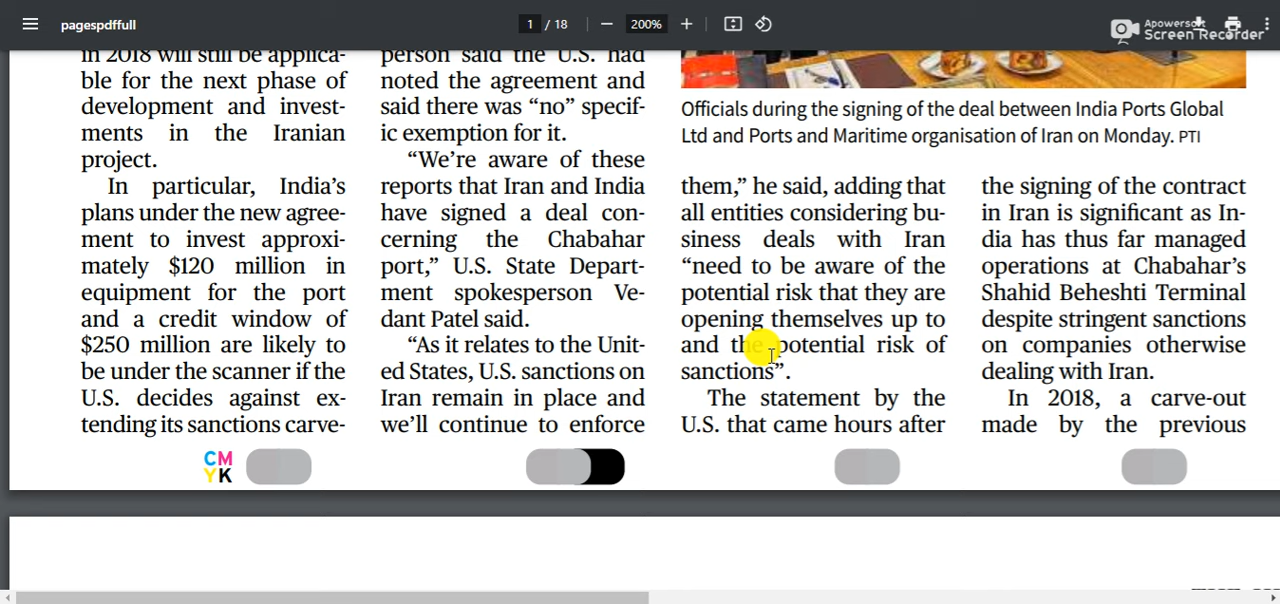 pagespdffull
1 / 18
200%
Apowersoft
Screen Recorder
in 2018 will still be applica-
ble for the next phase of
development and invest-
ments in the Iranian
project.
In particular, India’s
plans under the new agree-
ment to invest approxi-
mately $120 million in
equipment for the port
and a credit window of
$250 million are likely to
be under the scanner if the
U.S. decides against ex-
tending its sanctions carve-
person said the U.S. had
noted the agreement and
said there was “no” specif-
ic exemption for it.
“We’re aware of these
reports that Iran and India
have signed a deal con-
cerning the Chabahar
port,” U.S. State Depart-
ment spokesperson Ve-
dant Patel said.
“As it relates to the Unit-
ed States, U.S. sanctions on
Iran remain in place and
we’ll continue to enforce
Officials during the signing of the deal between India Ports Global
Ltd and Ports and Maritime organisation of Iran on Monday. PTI
them,” he said, adding that
all entities considering bu-
siness deals with Iran
“need to be aware of the
potential risk that they are
opening themselves up to
and the potential risk of
sanctions”.
The statement by the
U.S. that came hours after
the signing of the contract
in Iran is significant as In-
dia has thus far managed
operations at Chabahar’s
Shahid Beheshti Terminal
despite stringent sanctions
on companies otherwise
dealing with Iran.
In 2018, a carve-out
made by the previous
CM
YK